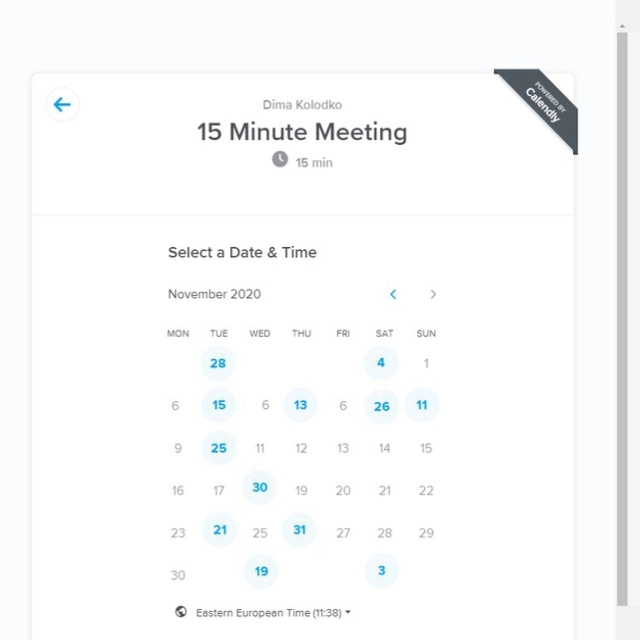 Dima Kolodko
15 Minute Meeting
15 min
POWERED BY
Calendly
Select a Date & Time
November 2020
MON TUE WED THU FRI SAT SUN
28 4 1
6 15 6 13 6 26 11
9 25 11 12 13 14 15
16 17 30 19 20 21 22
23 21 25 31 27 28 29
30 19 3
Eastern European Time (11:38)